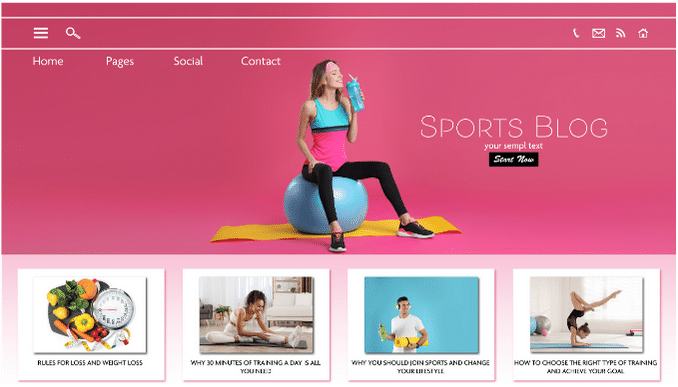 Home Pages Social Contact
SPORTS BLOG
your sempl text
Start Now
RULES FOR LOSS AND WEIGHT LOSS
WHY 30 MINUTES OF TRAINING A DAY IS ALL
YOU NEED
WHY YOU SHOULD JOIN SPORTS AND CHANGE
YOUR LIFESTYLE
HOW TO CHOOSE THE RIGHT TYPE OF TRAINING
AND ACHIEVE YOUR GOAL